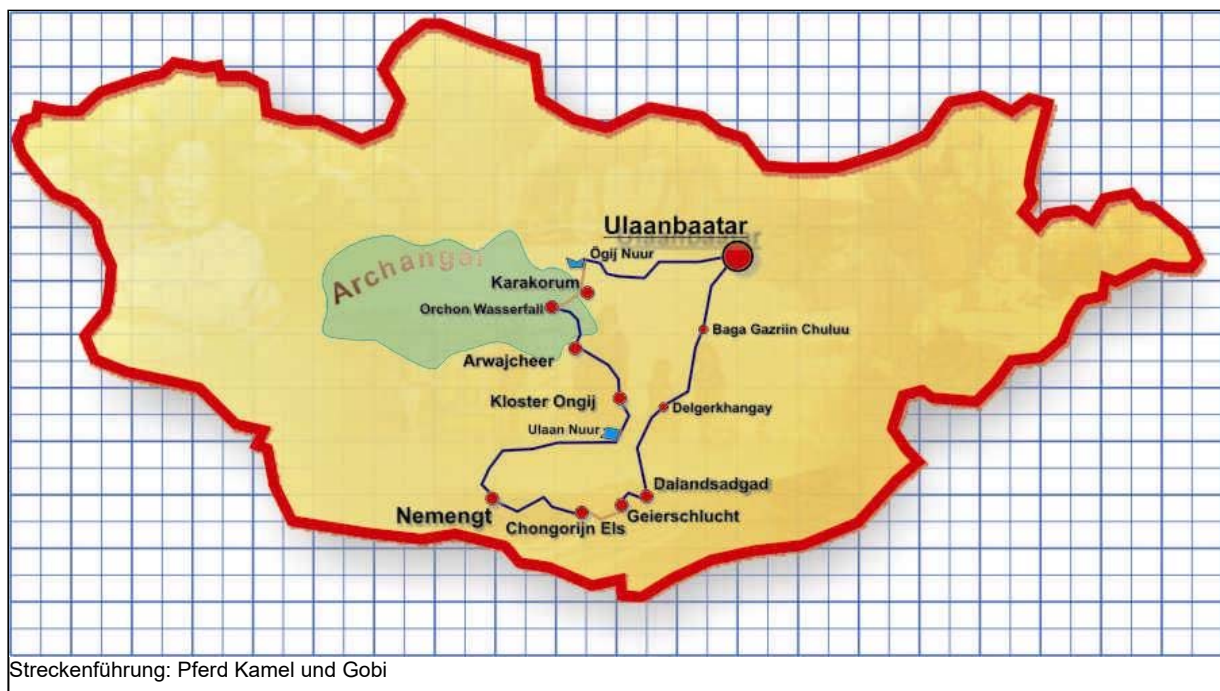 Ulaanbaatar
Ögij Nuur
Archangai
Karakorum
Orchon Wasserfall
Baga Gazriin Chuluu
Arwajcheer
Kloster Ongij
Delgerkhangay
Ulaan Nuur
Dalandsadgad
Nemengt
Geierschlucht
Chongorijn Els
Streckenführung: Pferd Kamel und Gobi